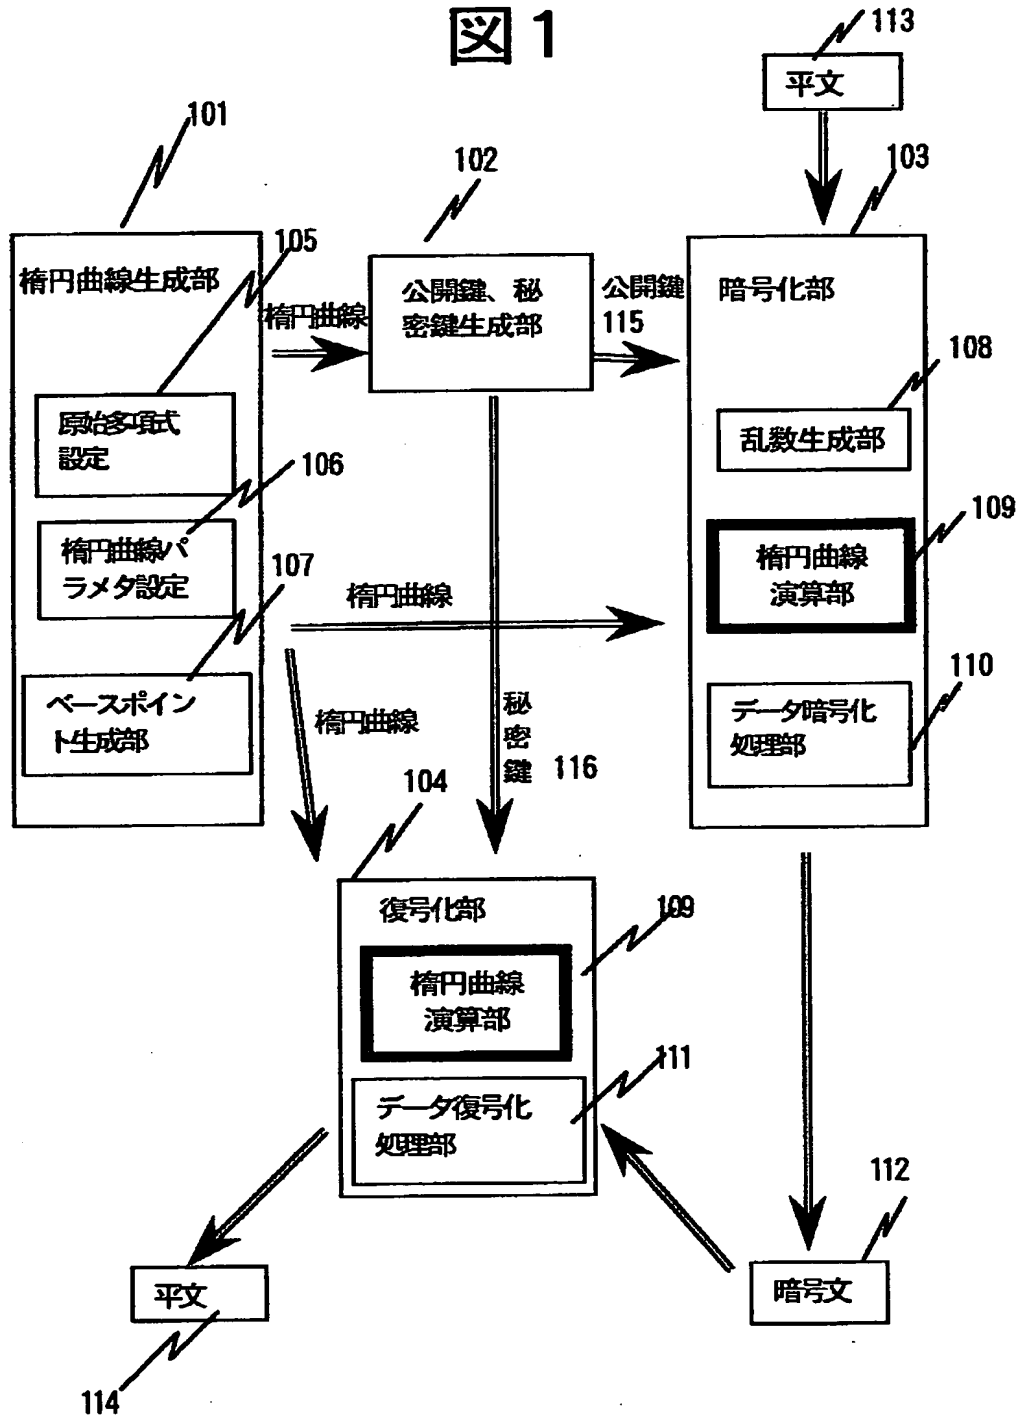 図1
113
平文
101
102
103
楕円曲線生成部
105
楕円曲線
公開鍵、秘
密鍵生成部
公開鍵
115
暗号化部
原始多項式
設定
106
楕円曲線パ
ラメタ設定
107
ベースポイン
ト生成部
108
乱数生成部
109
楕円曲線
演算部
110
データ暗号化
処理部
楕円曲線
楕円曲線
秘
密
鍵
116
104
復号化部
109
楕円曲線
演算部
111
データ復号化
処理部
112
暗号文
平文
114